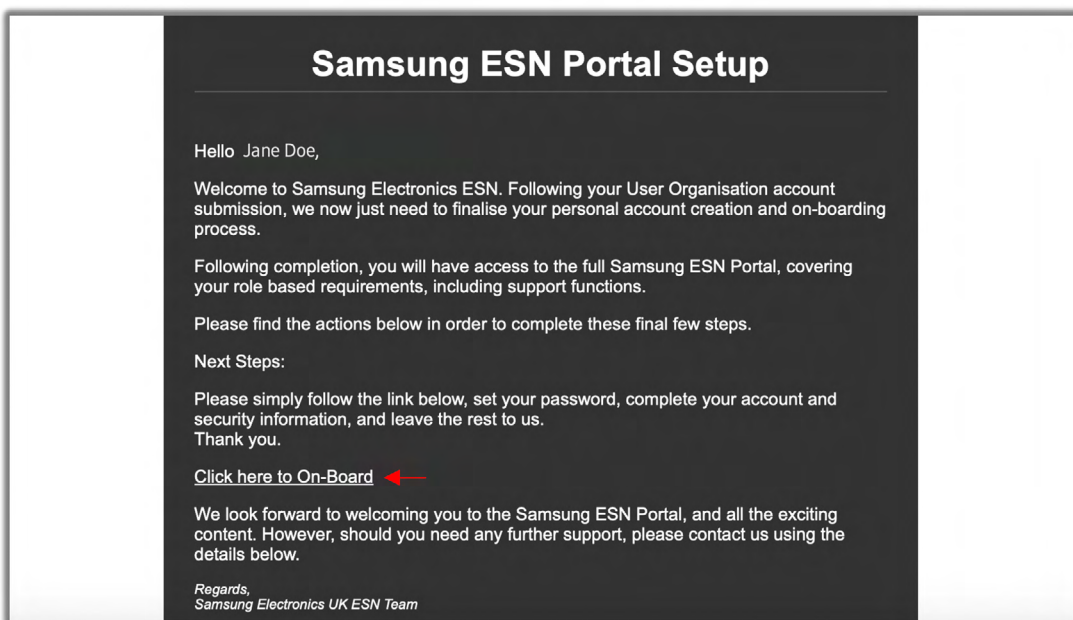 Samsung ESN Portal Setup
Hello Jane Doe,
Welcome to Samsung Electronics ESN. Following your User Organisation account
submission, we now just need to finalise your personal account creation and on-boarding
process.
Following completion, you will have access to the full Samsung ESN Portal, covering
your role based requirements, including support functions.
Please find the actions below in order to complete these final few steps.
Next Steps:
Please simply follow the link below, set your password, complete your account and
security information, and leave the rest to us.
Thank you.
Click here to On-Board
We look forward to welcoming you to the Samsung ESN Portal, and all the exciting
content. However, should you need any further support, please contact us using the
details below.
Regards,
Samsung Electronics UK ESN Team